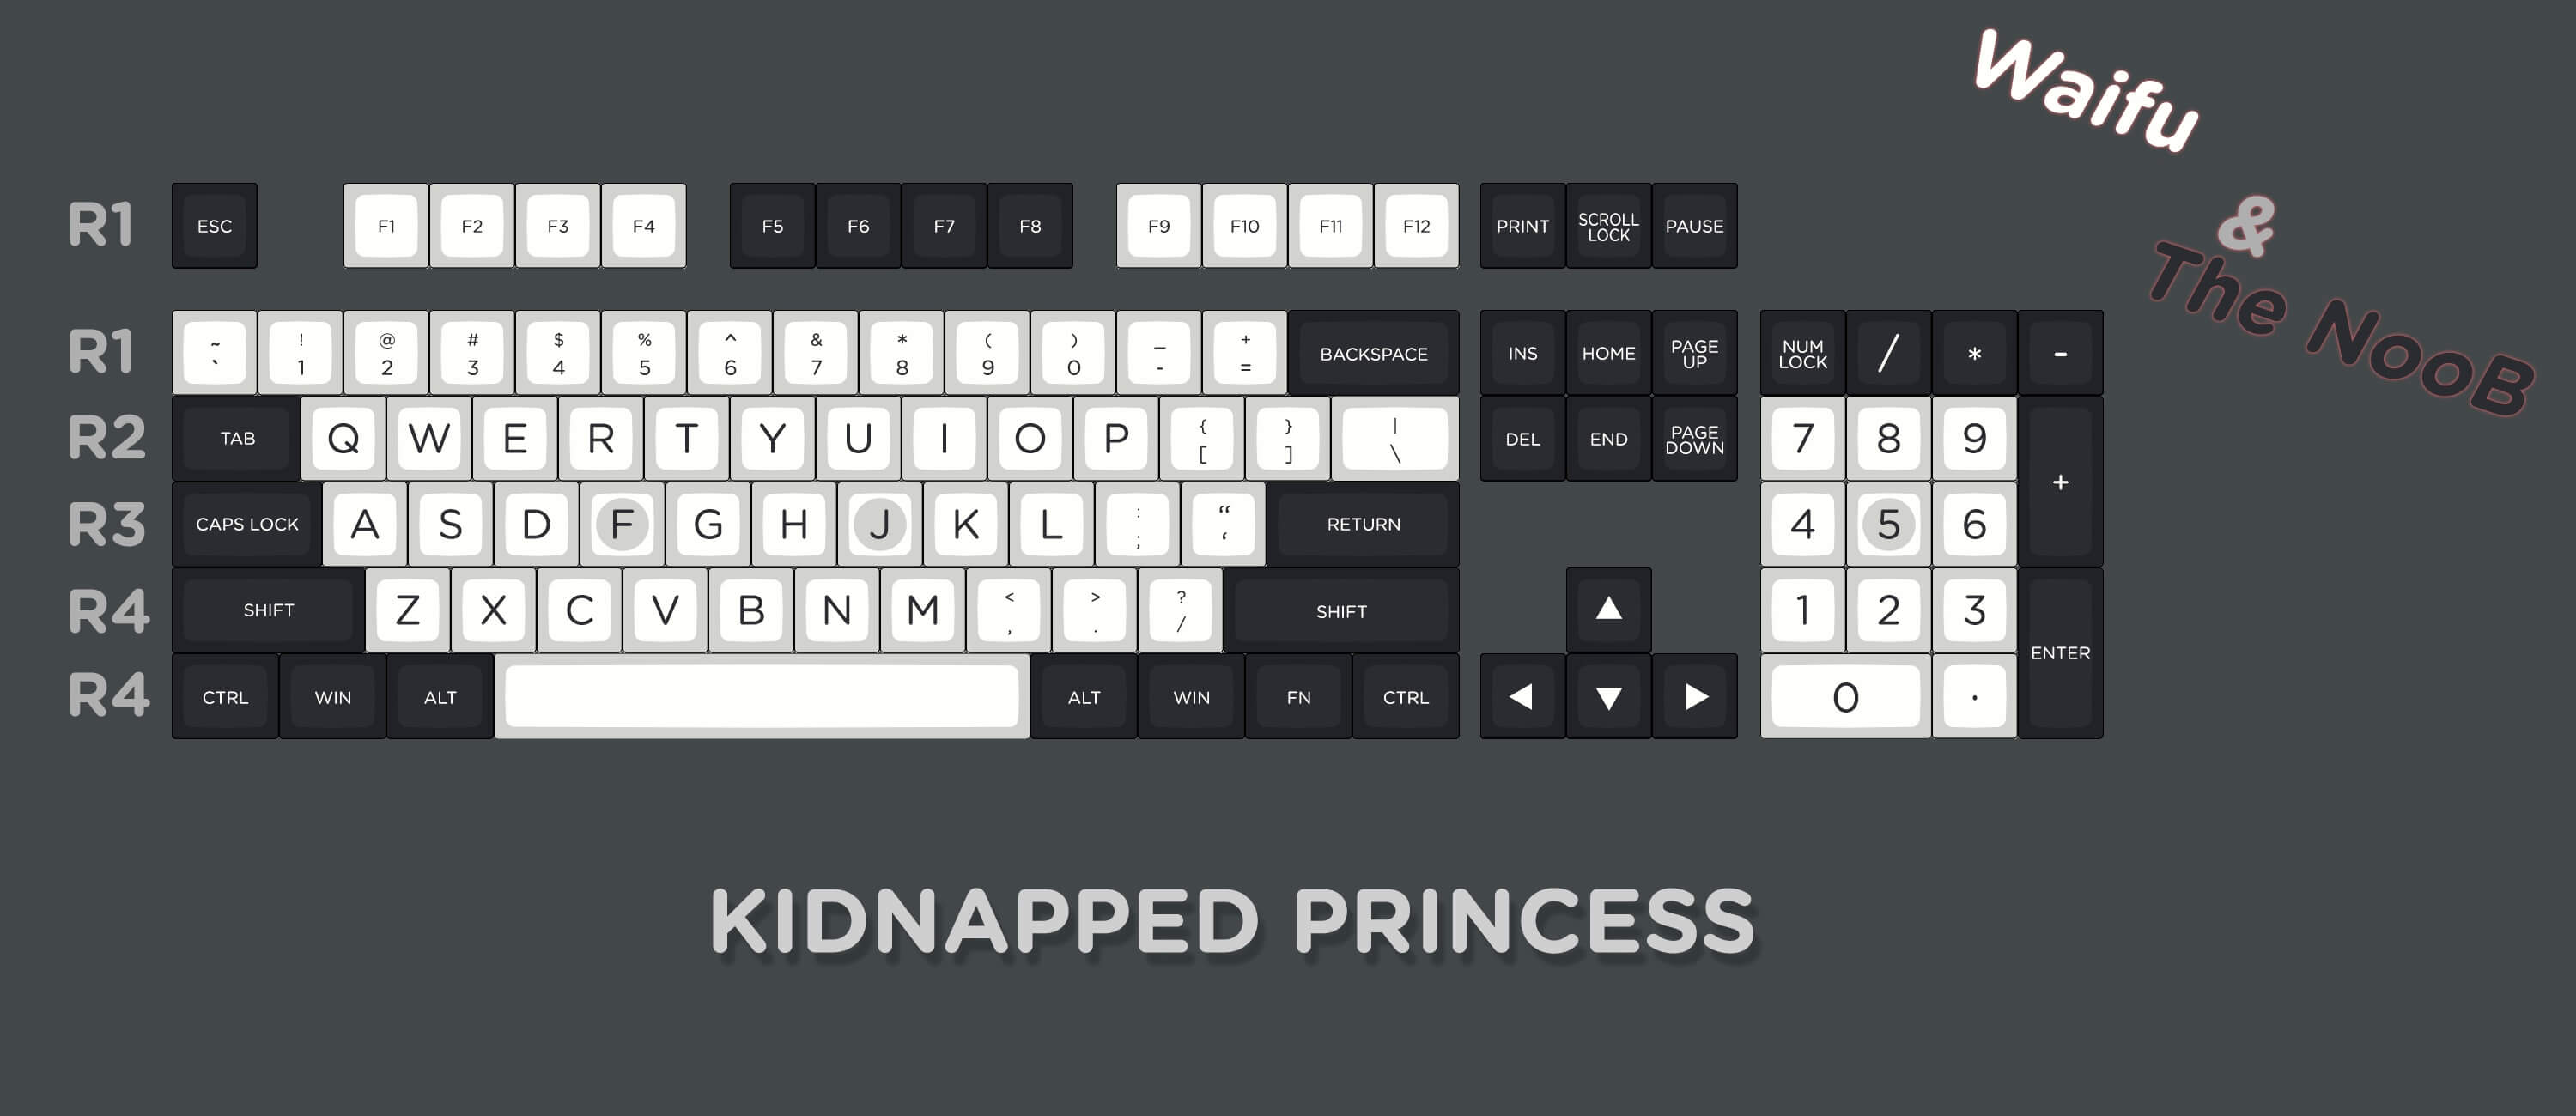 Waifu
&
The NooB
R1 ESC F1 F2 F3 F4 F5 F6 F7 F8 F9 F10 F11 F12 PRINT SCROLL LOCK PAUSE
R1 ~ ` ! 1 @ 2 # 3 $ 4 % 5 ^ 6 & 7 * 8 ( 9 ) 0 _ - + = BACKSPACE INS HOME PAGE UP NUM LOCK / * -
R2 TAB Q W E R T Y U I O P { [ } ] | \ DEL END PAGE DOWN 7 8 9 +
R3 CAPS LOCK A S D F G H J K L : ; “ ‘ RETURN 4 5 6
R4 SHIFT Z X C V B N M < , > . ? / SHIFT ▲ 1 2 3 ENTER
R4 CTRL WIN ALT ALT WIN FN CTRL ◀ ▼ ▶ 0 ·
KIDNAPPED PRINCESS